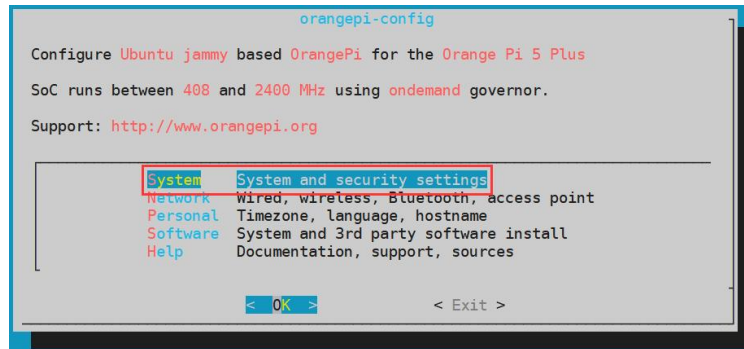 orangepi-config
Configure Ubuntu jammy based OrangePi for the Orange Pi 5 Plus
SoC runs between 408 and 2400 MHz using ondemand governor.
Support: http://www.orangepi.org
System System and security settings
Network Wired, wireless, Bluetooth, access point
Personal Timezone, language, hostname
Software System and 3rd party software install
Help Documentation, support, sources
< OK > < Exit >